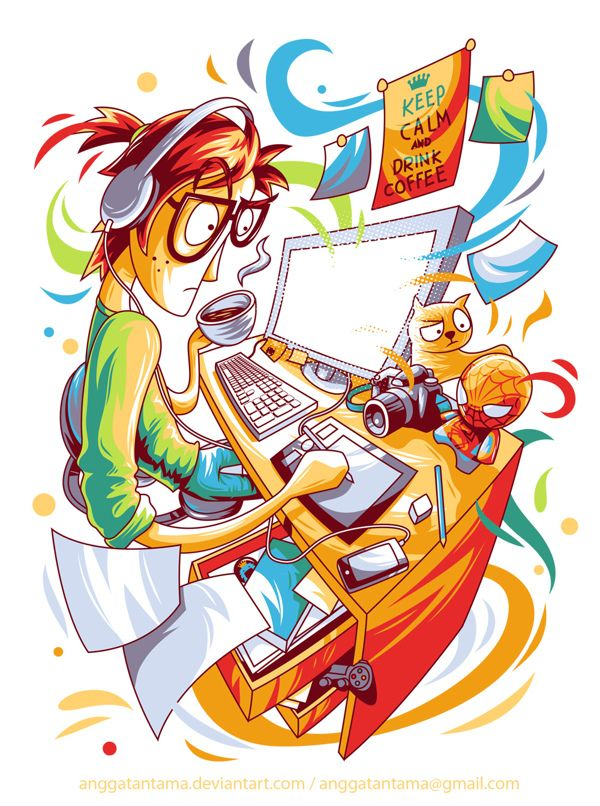 KEEP
CALM
AND
DRINK
COFFEE
anggatantama.deviantart.com / anggatantama@gmail.com